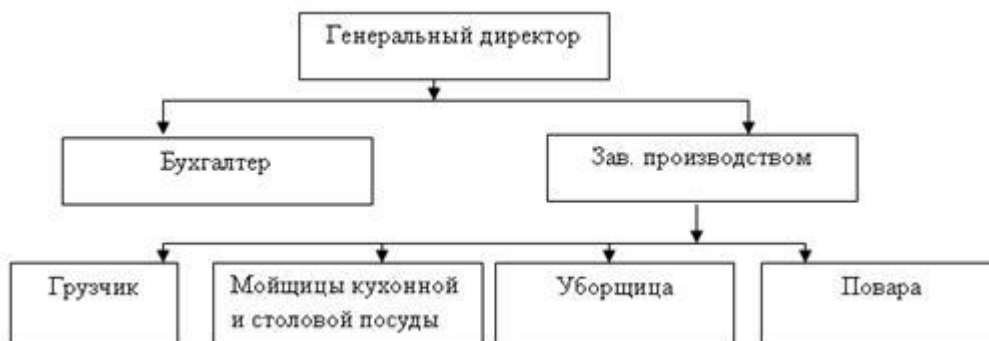 Генеральный директор
Бухгалтер
Зав. производством
Грузчик
Мойщицы кухонной
и столовой посуды
Уборщица
Повара